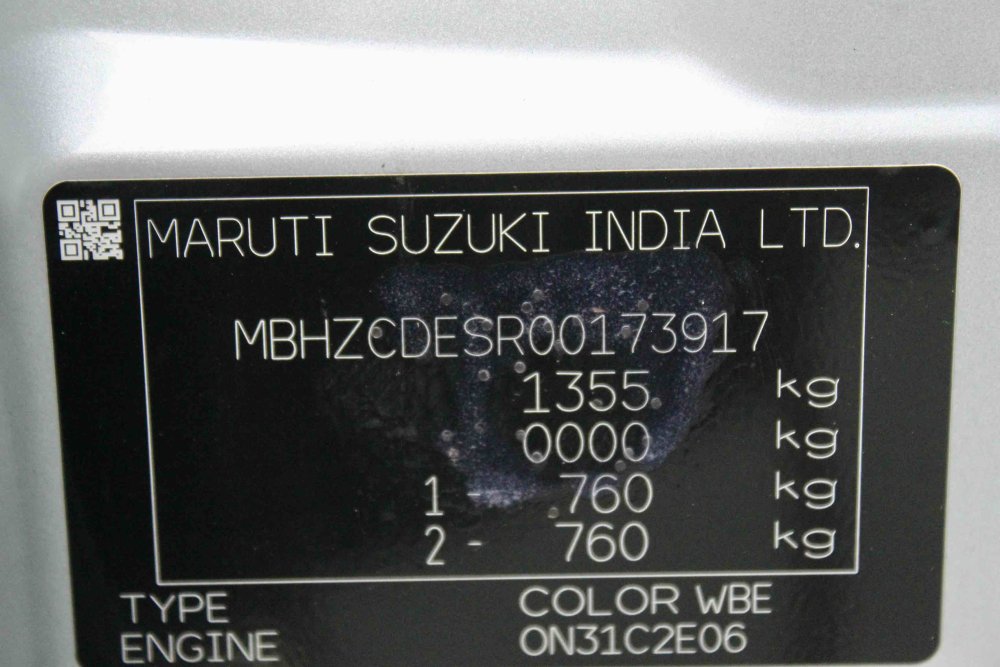 MARUTI SUZUKI INDIA LTD.
MBHZCDESR00173917
1355 kg
0000 kg
1 - 760 kg
2 - 760 kg
TYPE COLOR WBE
ENGINE 0N31C2E06